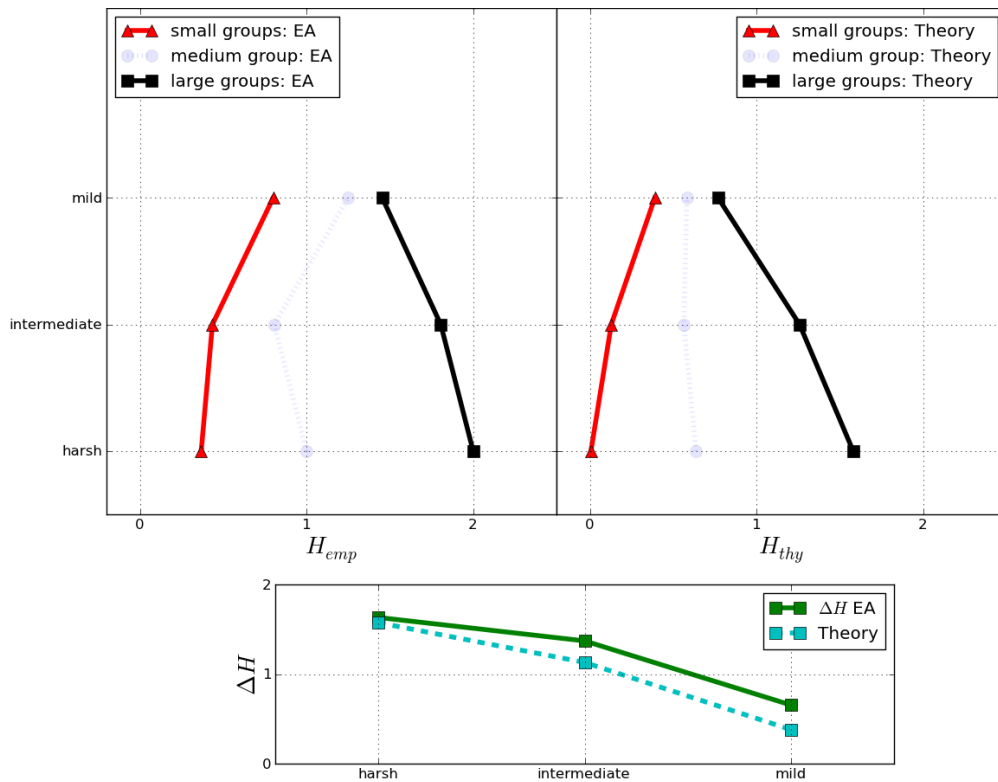 small groups: EA
medium group: EA
large groups: EA
small groups: Theory
medium group: Theory
large groups: Theory
mild
intermediate
harsh
0 1 2
0 1 2
H_emp
H_thy
2
1
0
ΔH
ΔH EA
Theory
harsh intermediate mild